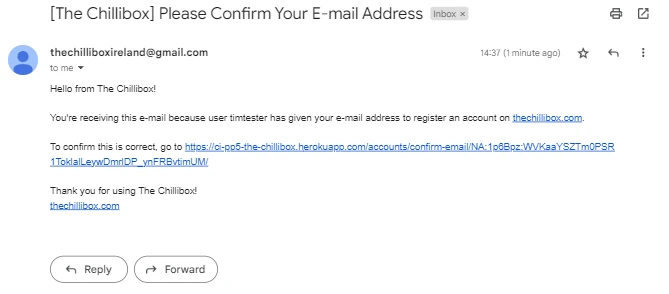 [The Chillibox] Please Confirm Your E-mail Address Inbox ×
thechilliboxireland@gmail.com 14:37 (1 minute ago)
to me
Hello from The Chillibox!
You're receiving this e-mail because user timtester has given your e-mail address to register an account on thechillibox.com.
To confirm this is correct, go to https://ci-pp5-the-chillibox.herokuapp.com/accounts/confirm-email/NA:1p6Bpz:WVKaaYSZTm0PSR
1ToklalLeywDmrlDP_ynFRBvtimUM/
Thank you for using The Chillibox!
thechillibox.com
Reply Forward